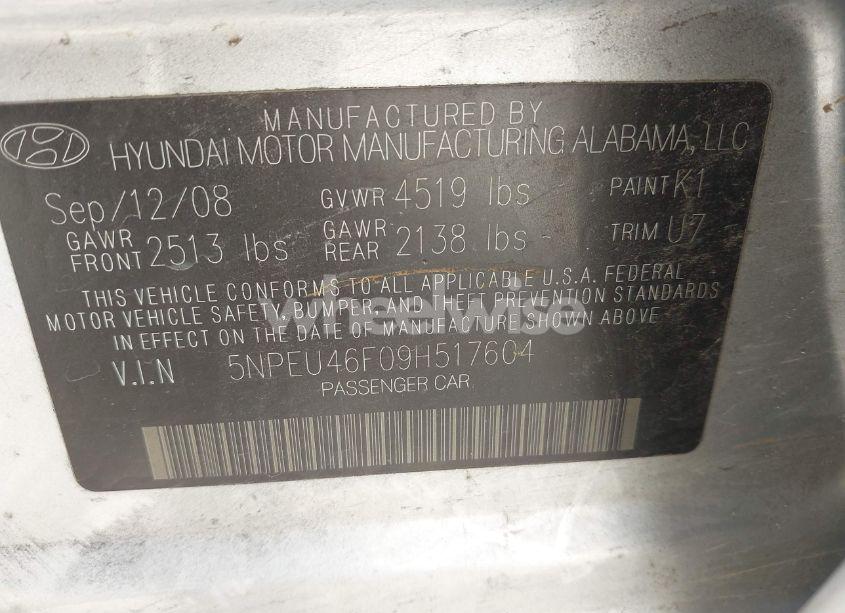 MANUFACTURED BY
HYUNDAI MOTOR MANUFACTURING ALABAMA, LLC
Sep/12/08 GVWR 4519 lbs PAINT K1
GAWR FRONT 2513 lbs GAWR REAR 2138 lbs TRIM U7
THIS VEHICLE CONFORMS TO ALL APPLICABLE U.S.A. FEDERAL
MOTOR VEHICLE SAFETY, BUMPER, AND THEFT PREVENTION STANDARDS
IN EFFECT ON THE DATE OF MANUFACTURE SHOWN ABOVE
V.I.N 5NPEU46F09H517604
PASSENGER CAR
wheelwise